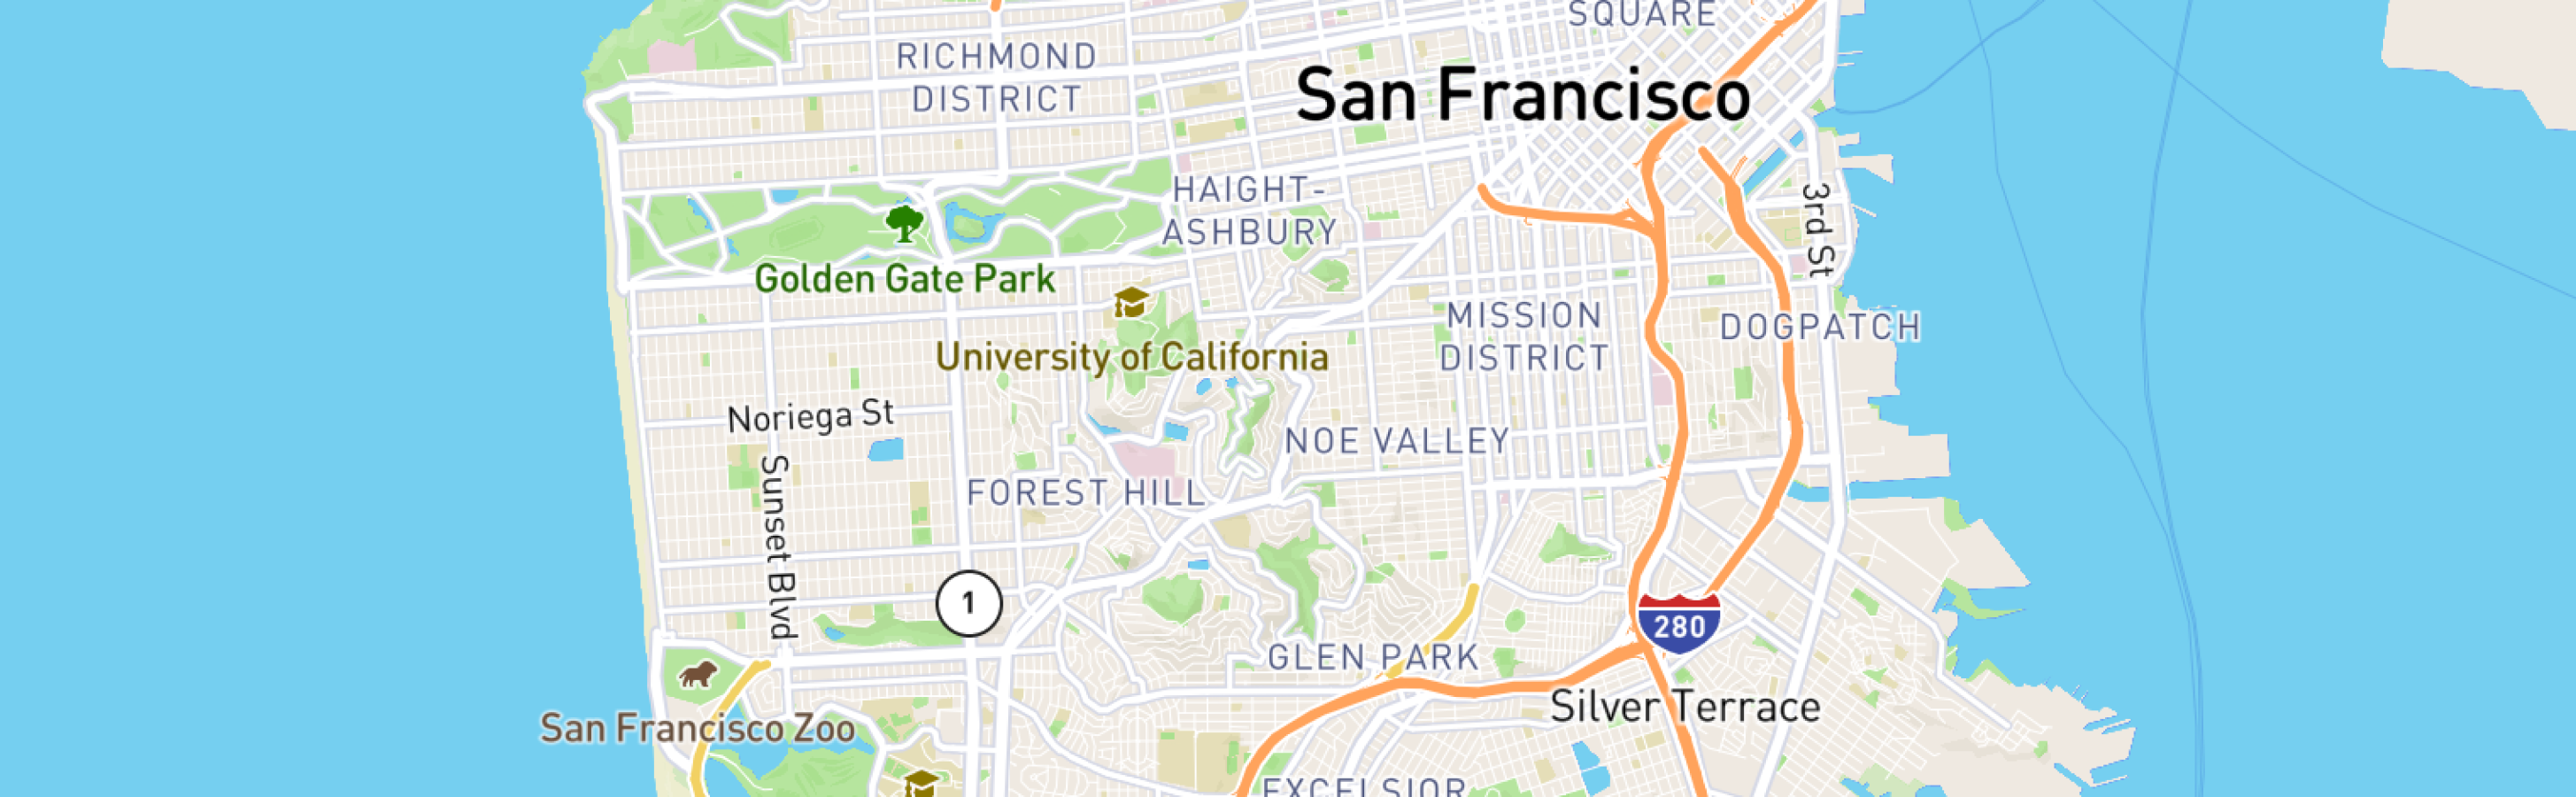 SQUARE
RICHMOND
DISTRICT
San Francisco
HAIGHT-
ASHBURY
3rd St
Golden Gate Park
MISSION
DISTRICT
DOGPATCH
University of California
Noriega St
NOE VALLEY
Sunset Blvd
FOREST HILL
1
280
GLEN PARK
Silver Terrace
San Francisco Zoo
EXCELSIOR